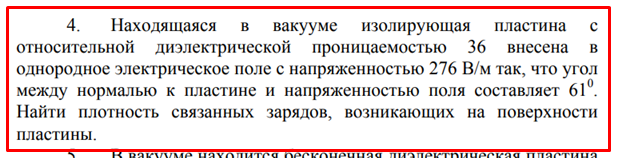 4. Находящаяся в вакууме изолирующая пластина с
относительной диэлектрической проницаемостью 36 внесена в
однородное электрическое поле с напряженностью 276 В/м так, что угол
между нормалью к пластине и напряженностью поля составляет 61⁰.
Найти плотность связанных зарядов, возникающих на поверхности
пластины.
5. В вакууме находится бесконечная диэлектрическая пластина